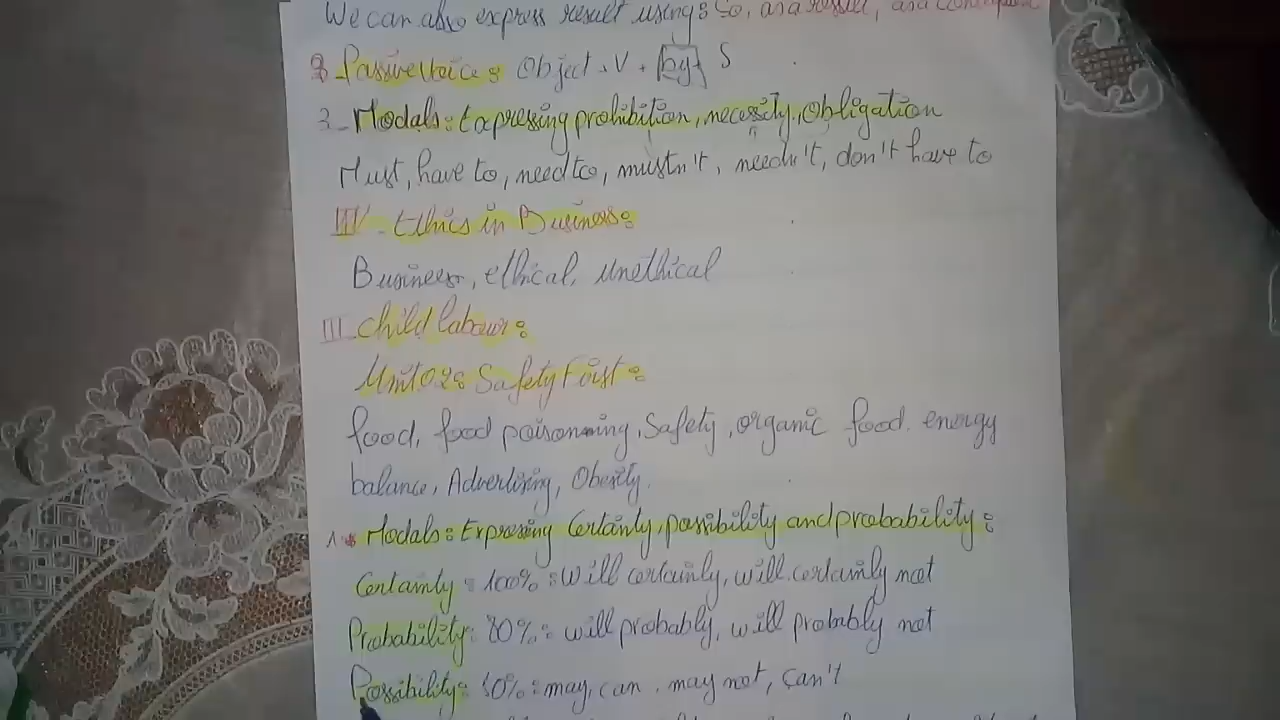 We can also express result using: So, as a result, as a consequence
2. Passive Voice: Object + V + by + S
3- Modals: Expressing prohibition, necessity, Obligation
Must, have to, need to, mustn't, needn't, don't have to
II - Ethics in Business:
Business, ethical, Unethical
III - Child labour:
Unit 02: Safety First:
food, food poisonning, Safety, organic food, energy
balance, Advertising, Obesity.
1 * Modals: Expressing Certainty, possibility and proabability:
Certainty: 100%: will certainly, will certainly not
Probability: 80%: will probably, will probably not
Possibility: 50%: may, can, may not, can't